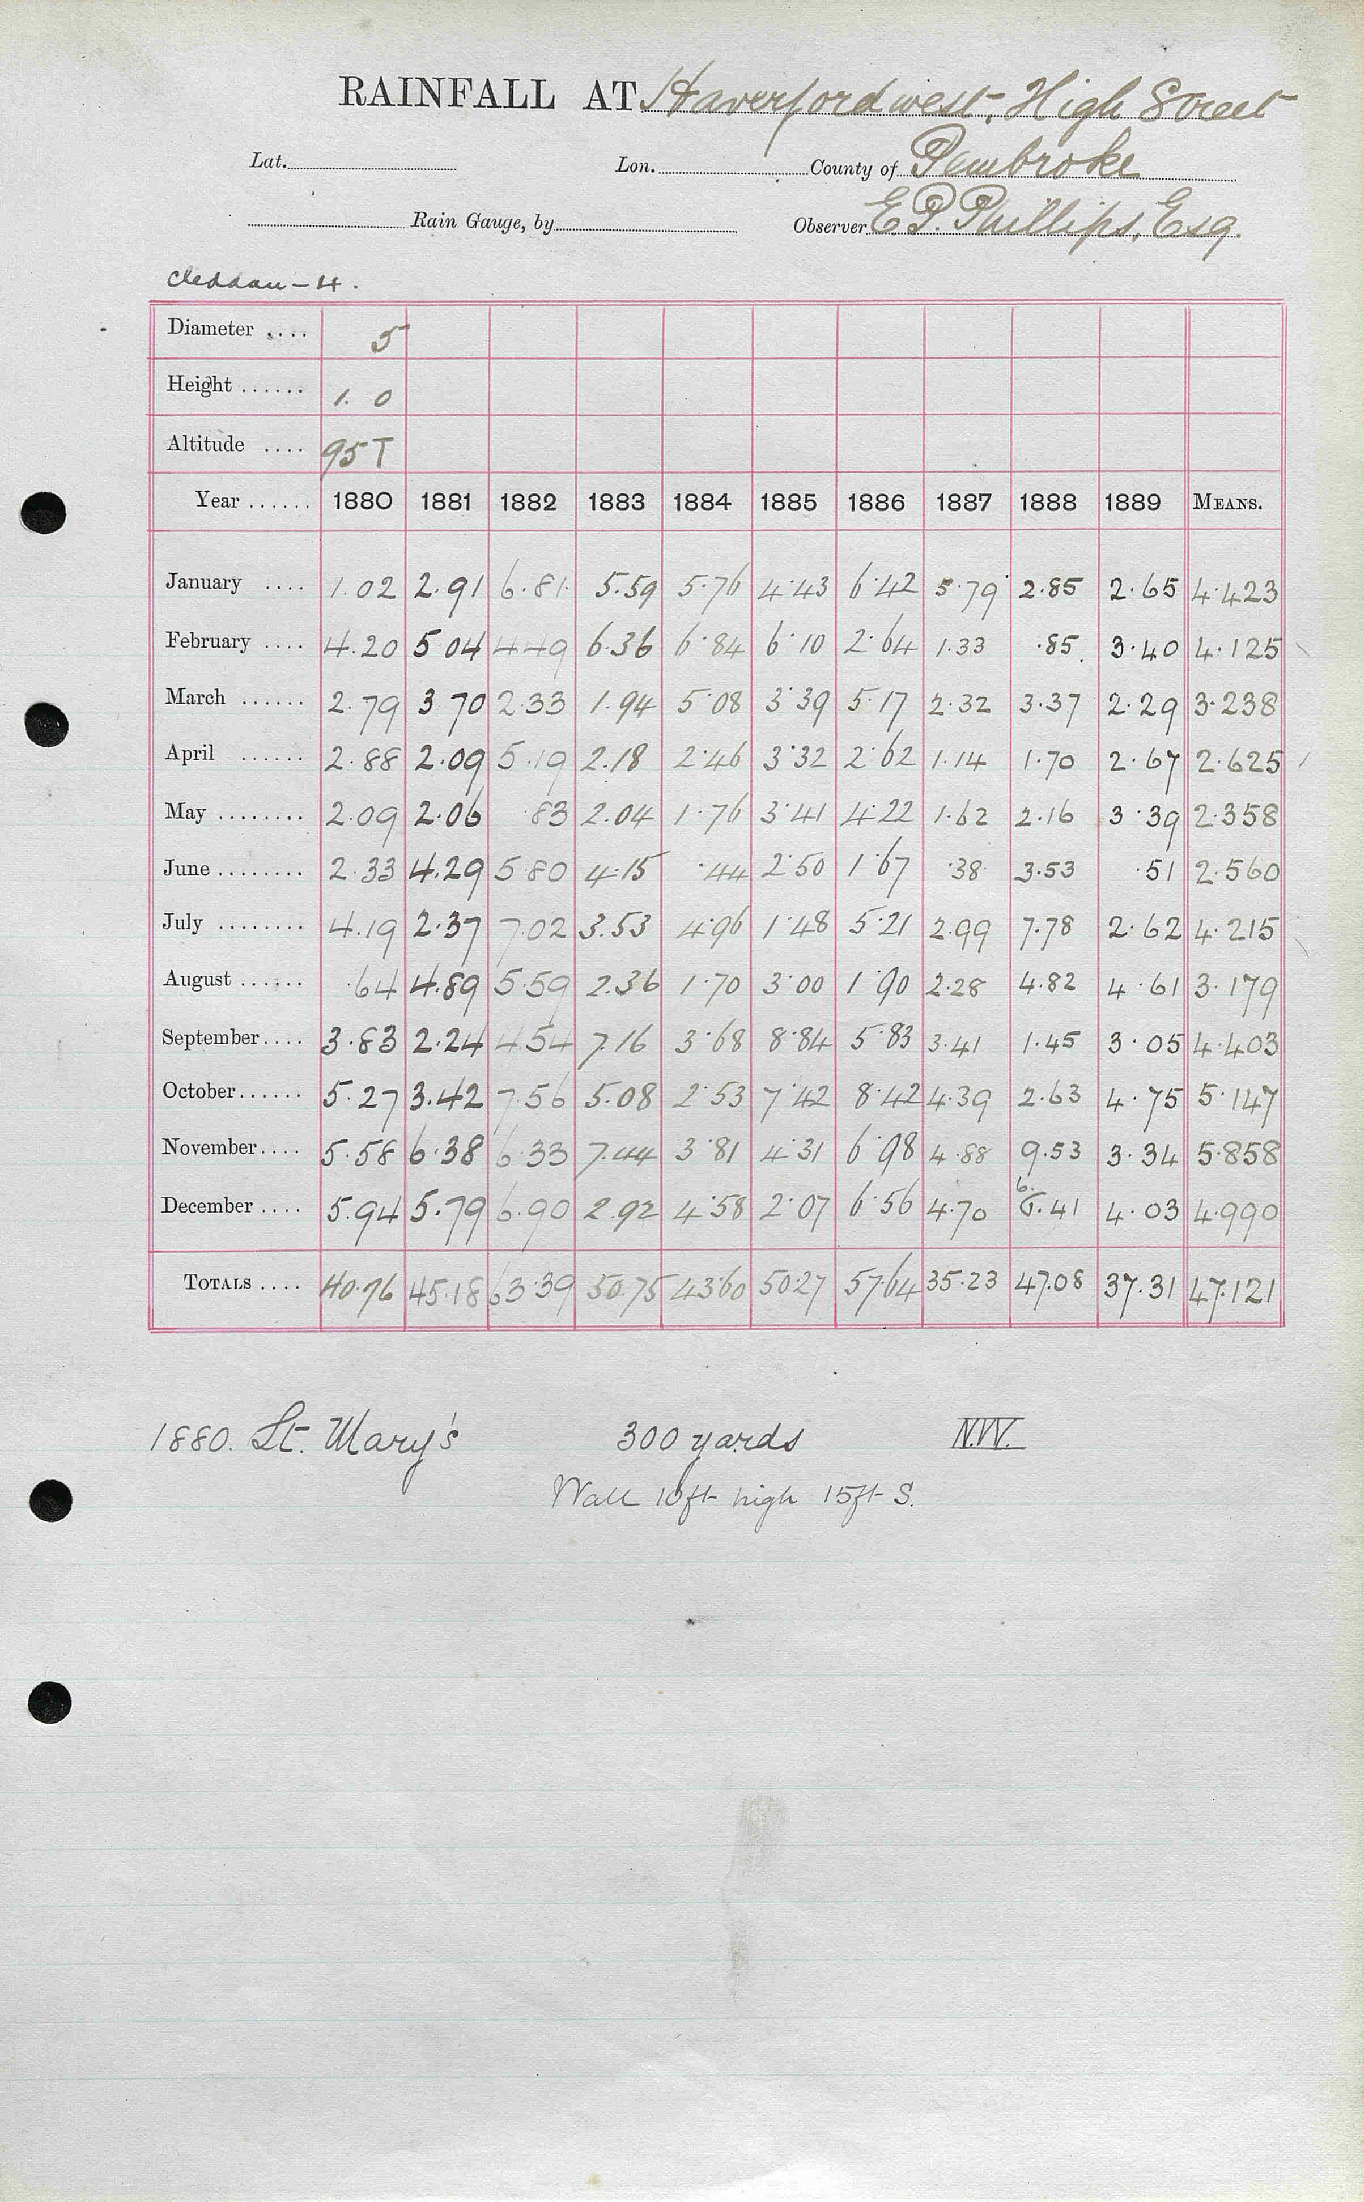 RAINFALL AT Haverfordwest, High Street
Lat. Lon. County of Pembroke
Rain Gauge, by Observer E.P. Phillips, Esq.
Cleddau - 4.
Diameter .... 5
Height ...... 1. 0
Altitude .... 95 T
Year ...... 1880 1881 1882 1883 1884 1885 1886 1887 1888 1889 MEANS.
January .... 1.02 2.91 6.81 5.59 5.76 4.43 6.42 5.79 2.85 2.65 4.423
February .... 4.20 5 04 4 49 6.36 6.84 6.10 2.64 1.33 .85 3.40 4.125
March ...... 2.79 3 70 2.33 1.94 5.08 3.39 5.17 2.32 3.37 2.29 3.238
April ...... 2.88 2.09 5.19 2.18 2.46 3.32 2.62 1.14 1.70 2.67 2.625
May ........ 2.09 2.06 .83 2.04 1.76 3.41 4.22 1.62 2.16 3.39 2.358
June ........ 2.33 4.29 5 80 4.15 .44 2.50 1.67 .38 3.53 .51 2.560
July ........ 4.19 2.37 7.02 3.53 4.96 1.48 5.21 2.99 7.78 2.62 4.215
August ...... .64 4.89 5.59 2.36 1.70 3.00 1.90 2.28 4.82 4.61 3.179
September .... 3.83 2.24 4 54 7.16 3.68 8.84 5.83 3.41 1.45 3.05 4.403
October ...... 5.27 3.42 7.56 5.08 2.53 7.42 8.42 4.39 2.63 4.75 5.147
November .... 5.58 6.38 6.33 7.44 3.81 4.31 6.98 4.88 9.53 3.34 5.858
6.
December .... 5.94 5.79 6.90 2.92 4.58 2.07 6.56 4.70 6.41 4.03 4.990
TOTALS .... 40.76 45.18 63.39 50.75 43.60 50.27 57.64 35.23 47.08 37.31 47.121
1880. St. Mary's 300 yards N.W.
Wall 10ft high 15ft S.